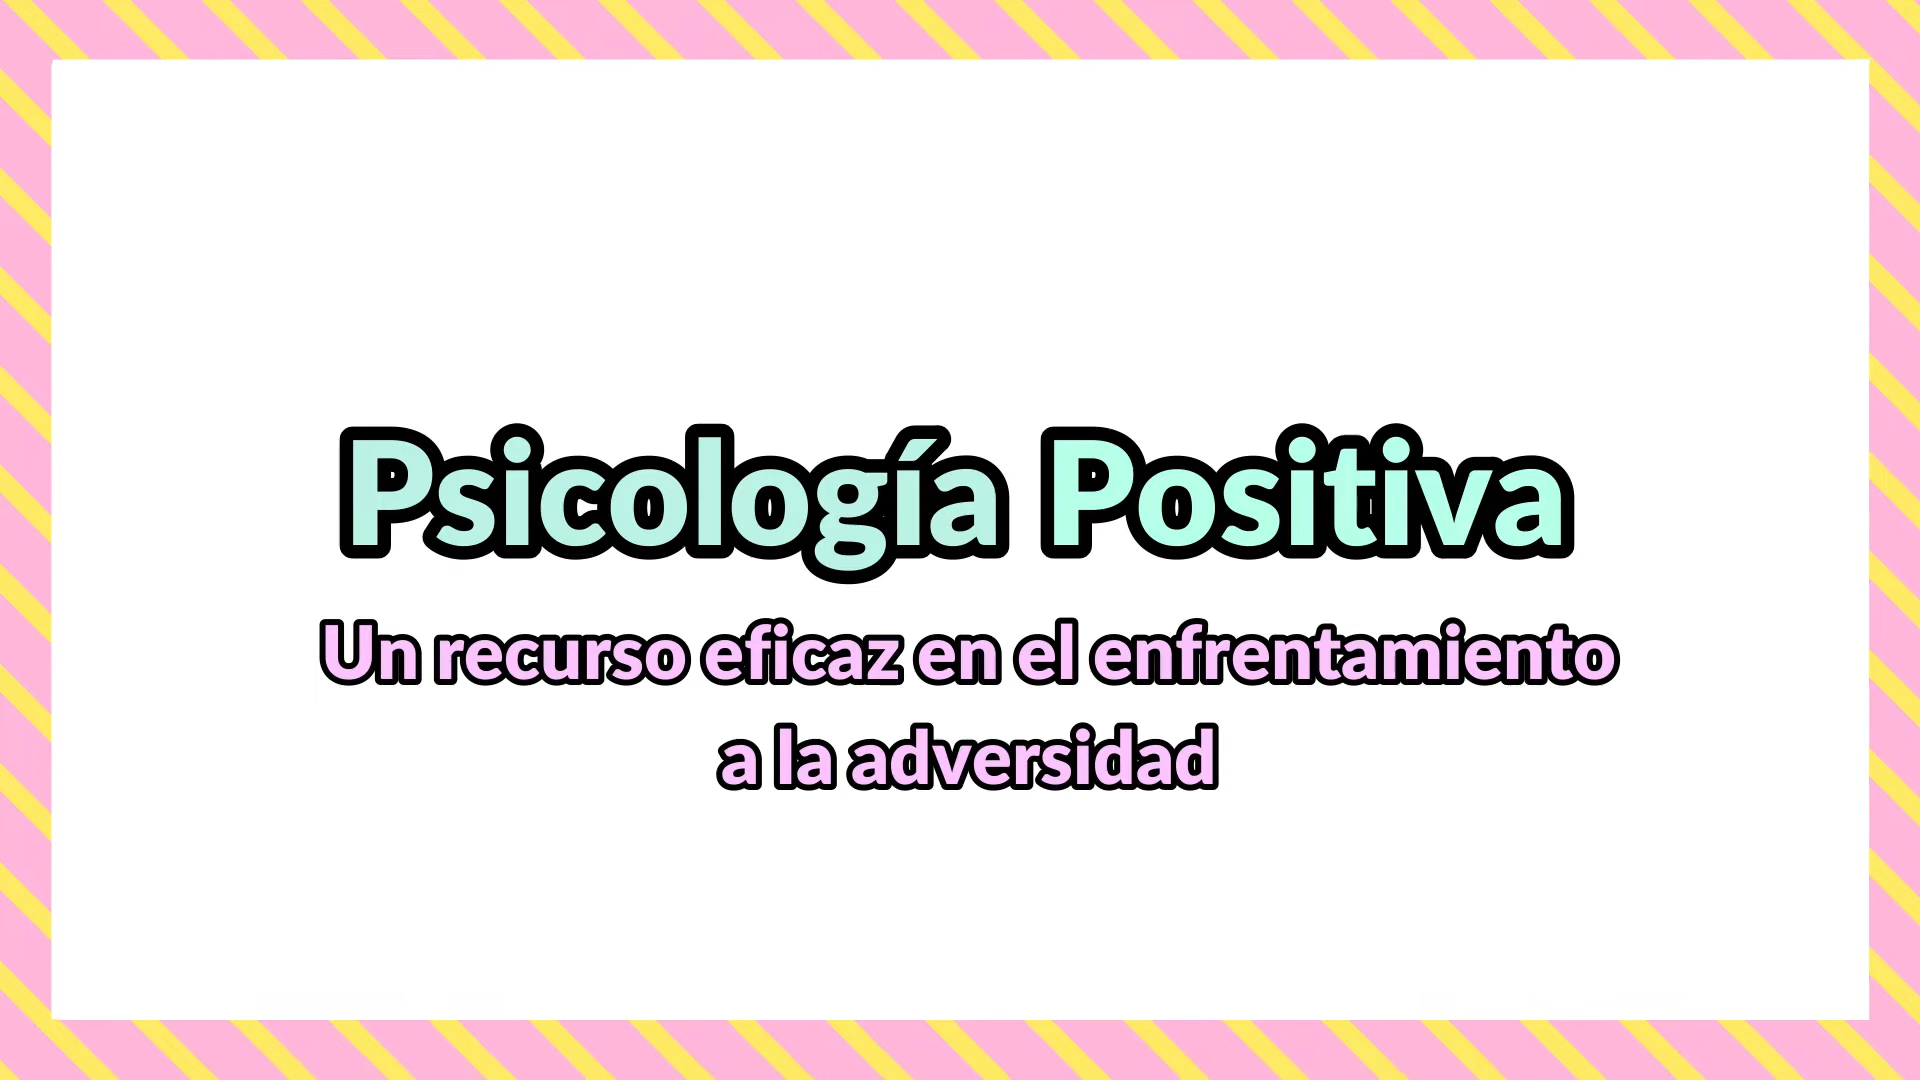 Psicología Positiva
Un recurso eficaz en el enfrentamiento
a la adversidad